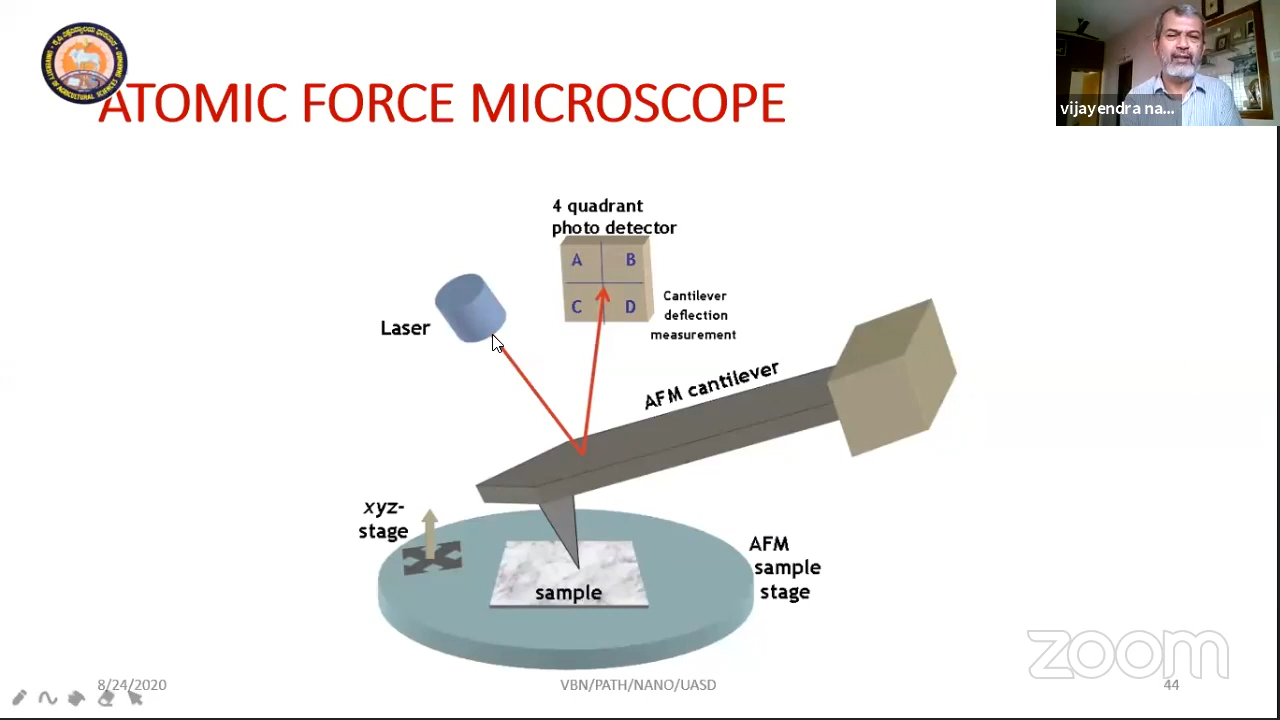 ATOMIC FORCE MICROSCOPE
vijayendra na...
4 quadrant
photo detector
A B
C D
Cantilever
deflection
measurement
Laser
AFM cantilever
xyz-
stage
AFM
sample
stage
sample
zoom
8/24/2020
VBN/PATH/NANO/UASD
44